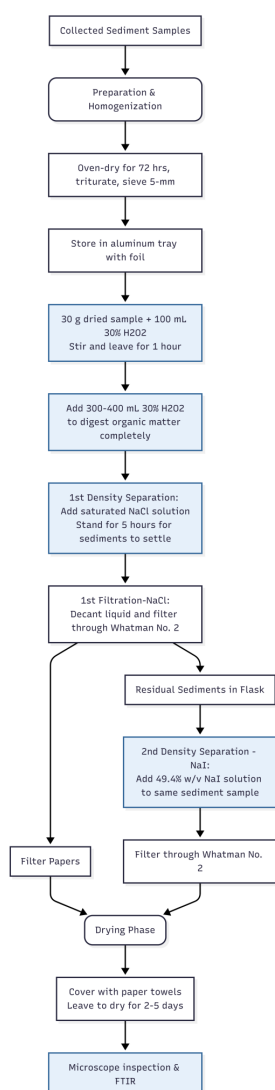 Collected Sediment Samples
Preparation &
Homogenization
Oven-dry for 72 hrs,
triturate, sieve 5-mm
Store in aluminum tray
with foil
30 g dried sample + 100 mL
30% H2O2
Stir and leave for 1 hour
Add 300-400 mL 30% H2O2
to digest organic matter
completely
1st Density Separation:
Add saturated NaCl solution
Stand for 5 hours for
sediments to settle
1st Filtration-NaCl:
Decant liquid and filter
through Whatman No. 2
Residual Sediments in Flask
2nd Density Separation -
NaI:
Add 49.4% w/v NaI solution
to same sediment sample
Filter Papers
Filter through Whatman No.
2
Drying Phase
Cover with paper towels
Leave to dry for 2-5 days
Microscope inspection &
FTIR